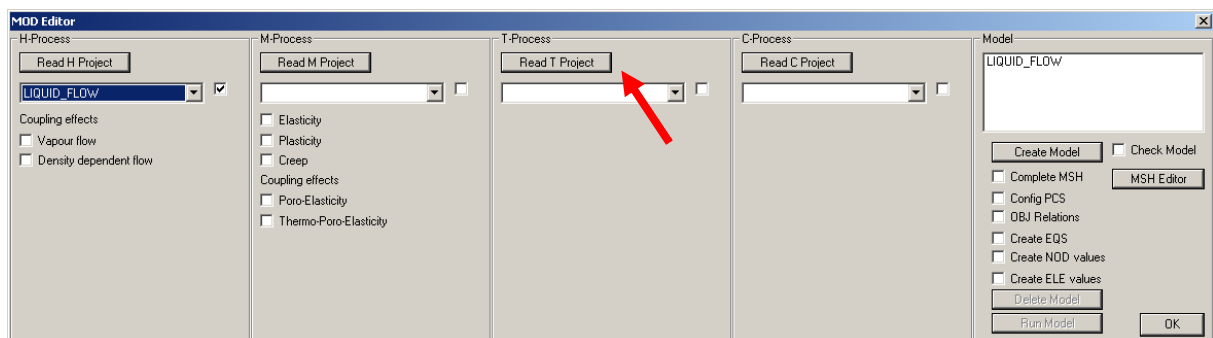 MOD Editor
H-Process
Read H Project
LIQUID_FLOW
Coupling effects
Vapour flow
Density dependent flow
M-Process
Read M Project
Elasticity
Plasticity
Creep
Coupling effects
Poro-Elasticity
Thermo-Poro-Elasticity
T-Process
Read T Project
C-Process
Read C Project
Model
LIQUID_FLOW
Create Model
Check Model
Complete MSH
MSH Editor
Config PCS
OBJ Relations
Create EQS
Create NOD values
Create ELE values
Delete Model
Run Model
OK